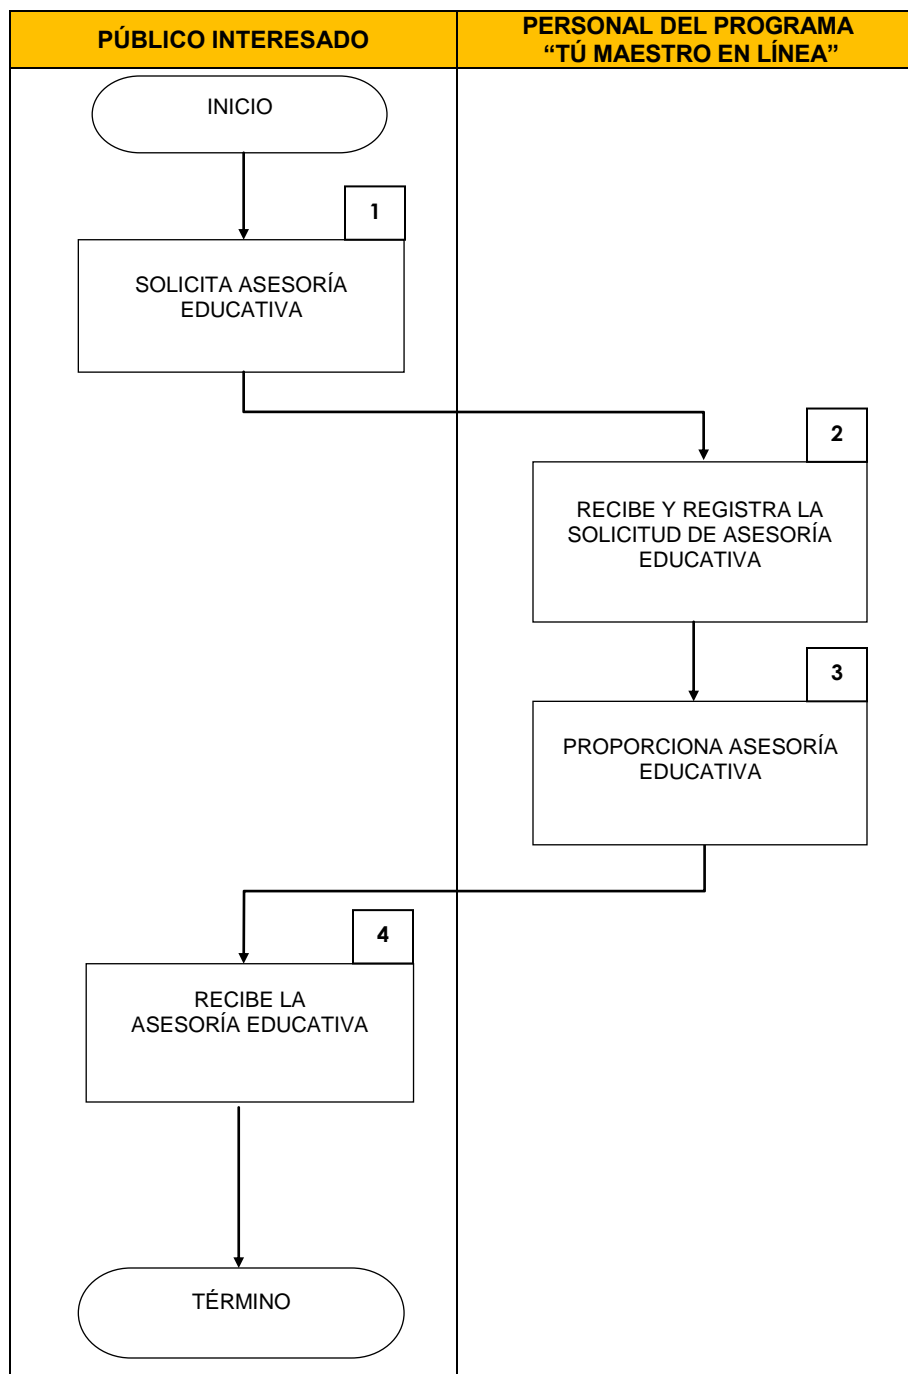 PÚBLICO INTERESADO
PERSONAL DEL PROGRAMA
“TÚ MAESTRO EN LÍNEA”
INICIO
1
SOLICITA ASESORÍA
EDUCATIVA
2
RECIBE Y REGISTRA LA
SOLICITUD DE ASESORÍA
EDUCATIVA
3
PROPORCIONA ASESORÍA
EDUCATIVA
4
RECIBE LA
ASESORÍA EDUCATIVA
TÉRMINO